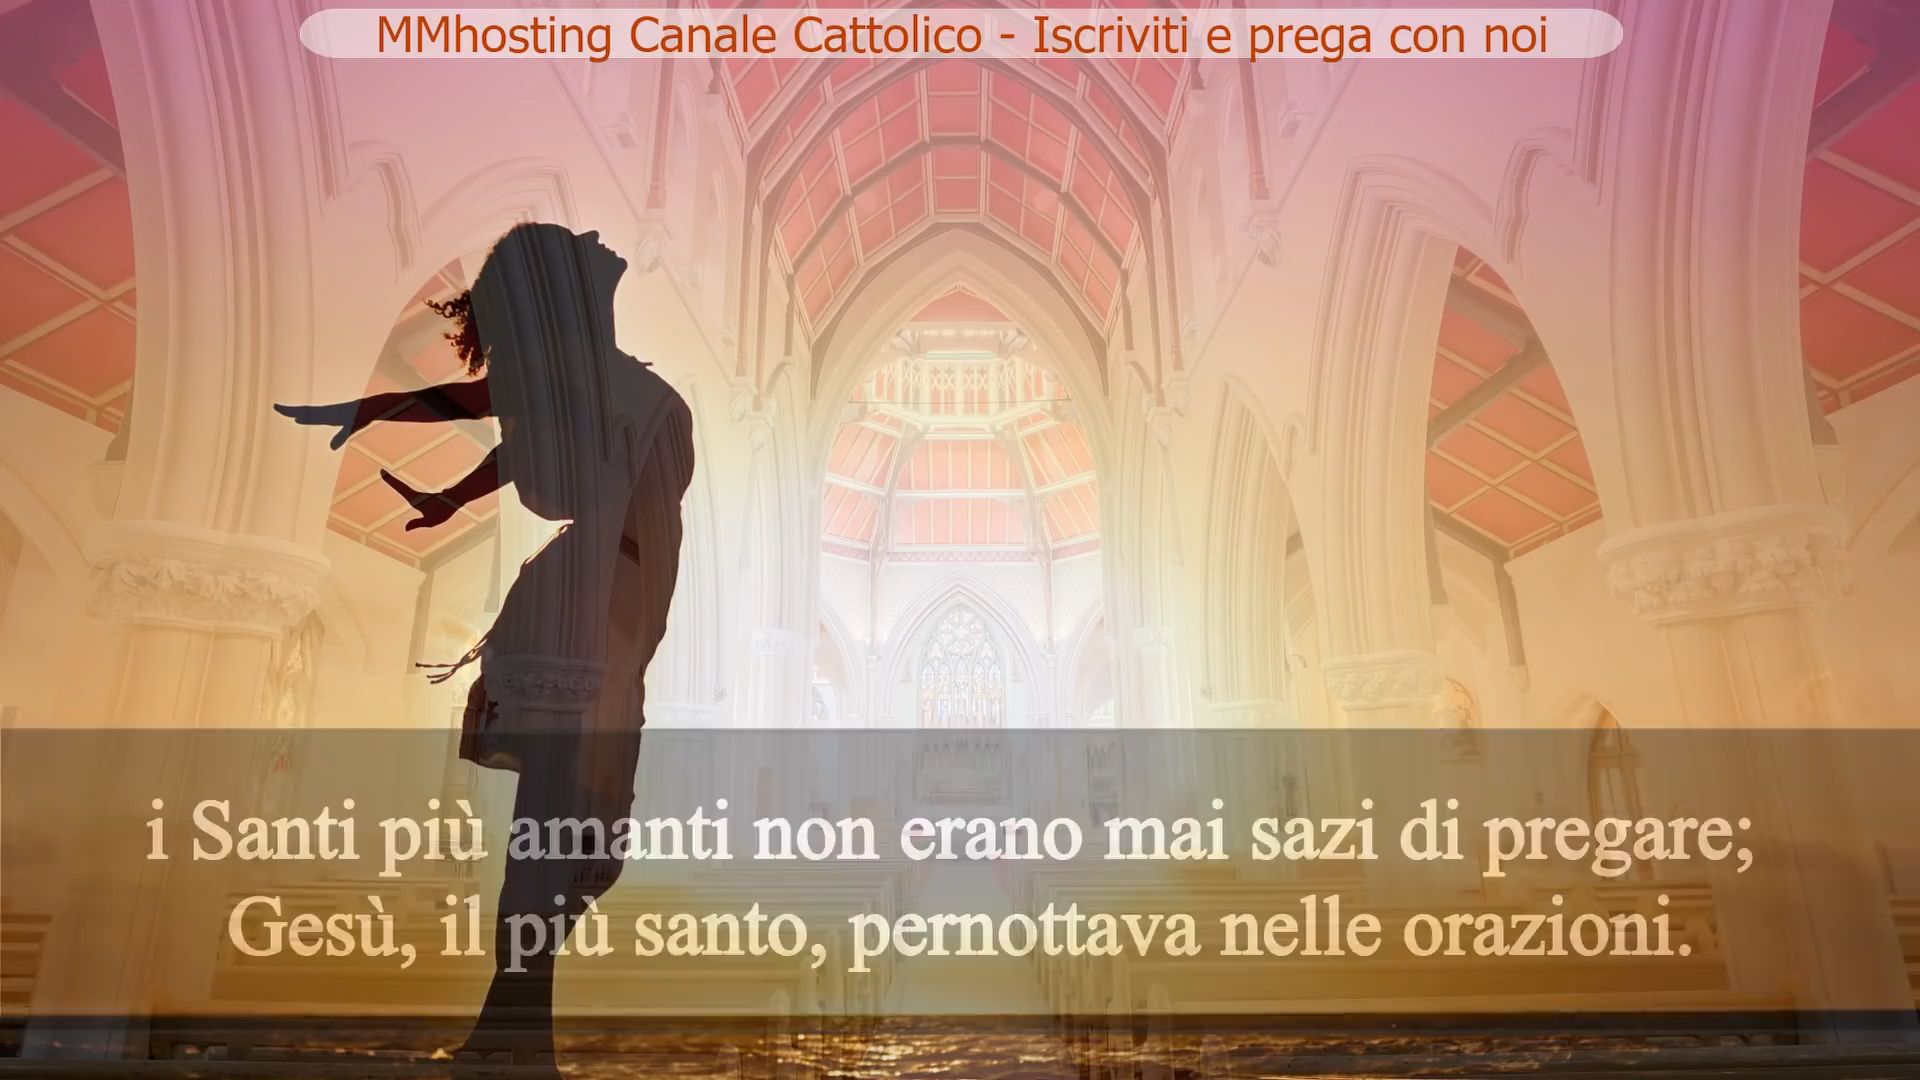 MMhosting Canale Cattolico - Iscriviti e prega con noi
i Santi più amanti non erano mai sazi di pregare;
Gesù, il più santo, pernottava nelle orazioni.